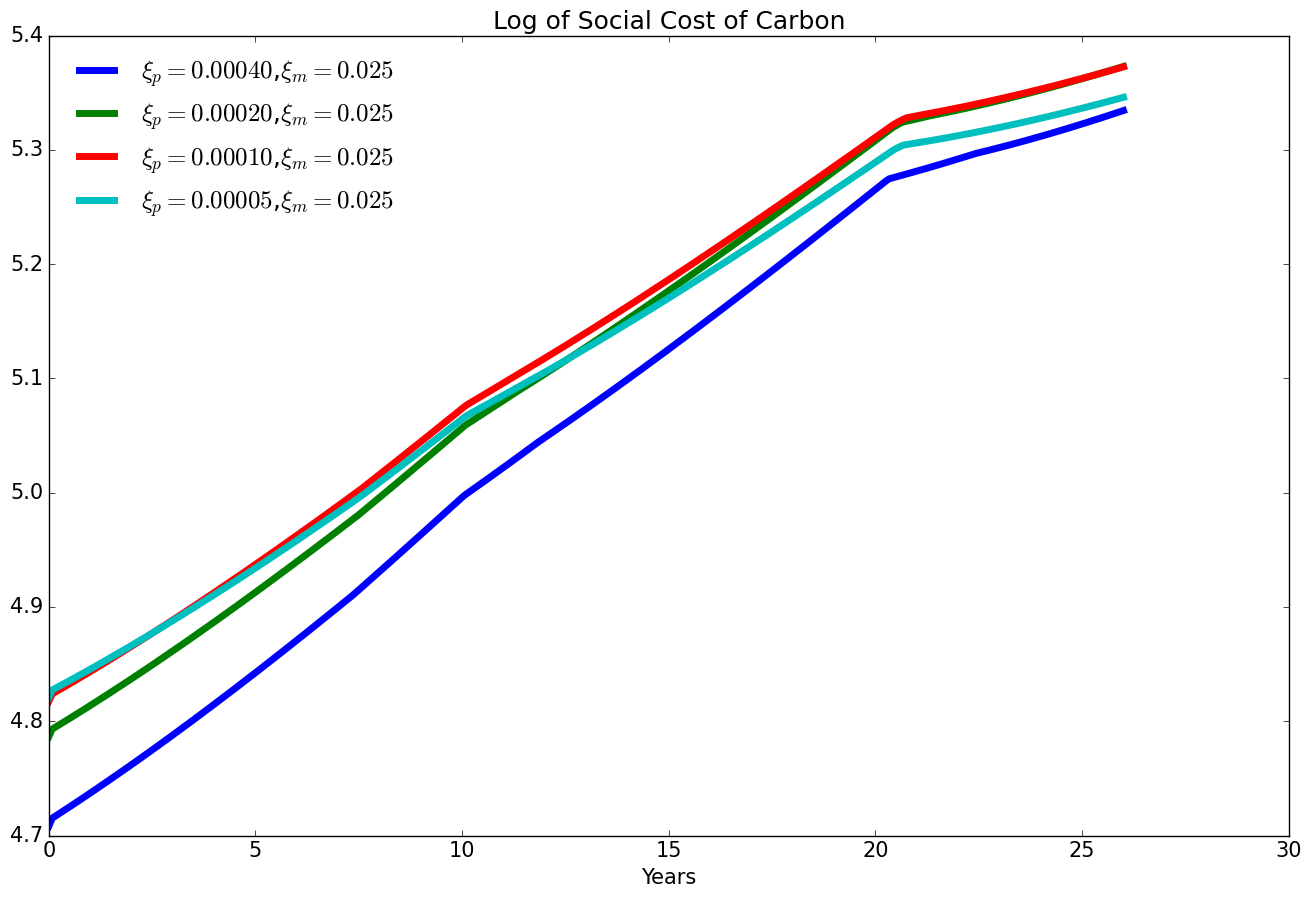 Log of Social Cost of Carbon
5.4
5.3
5.2
5.1
5.0
4.9
4.8
4.7
ξₚ = 0.00040,ξₘ = 0.025
ξₚ = 0.00020,ξₘ = 0.025
ξₚ = 0.00010,ξₘ = 0.025
ξₚ = 0.00005,ξₘ = 0.025
0 5 10 15 20 25 30
Years